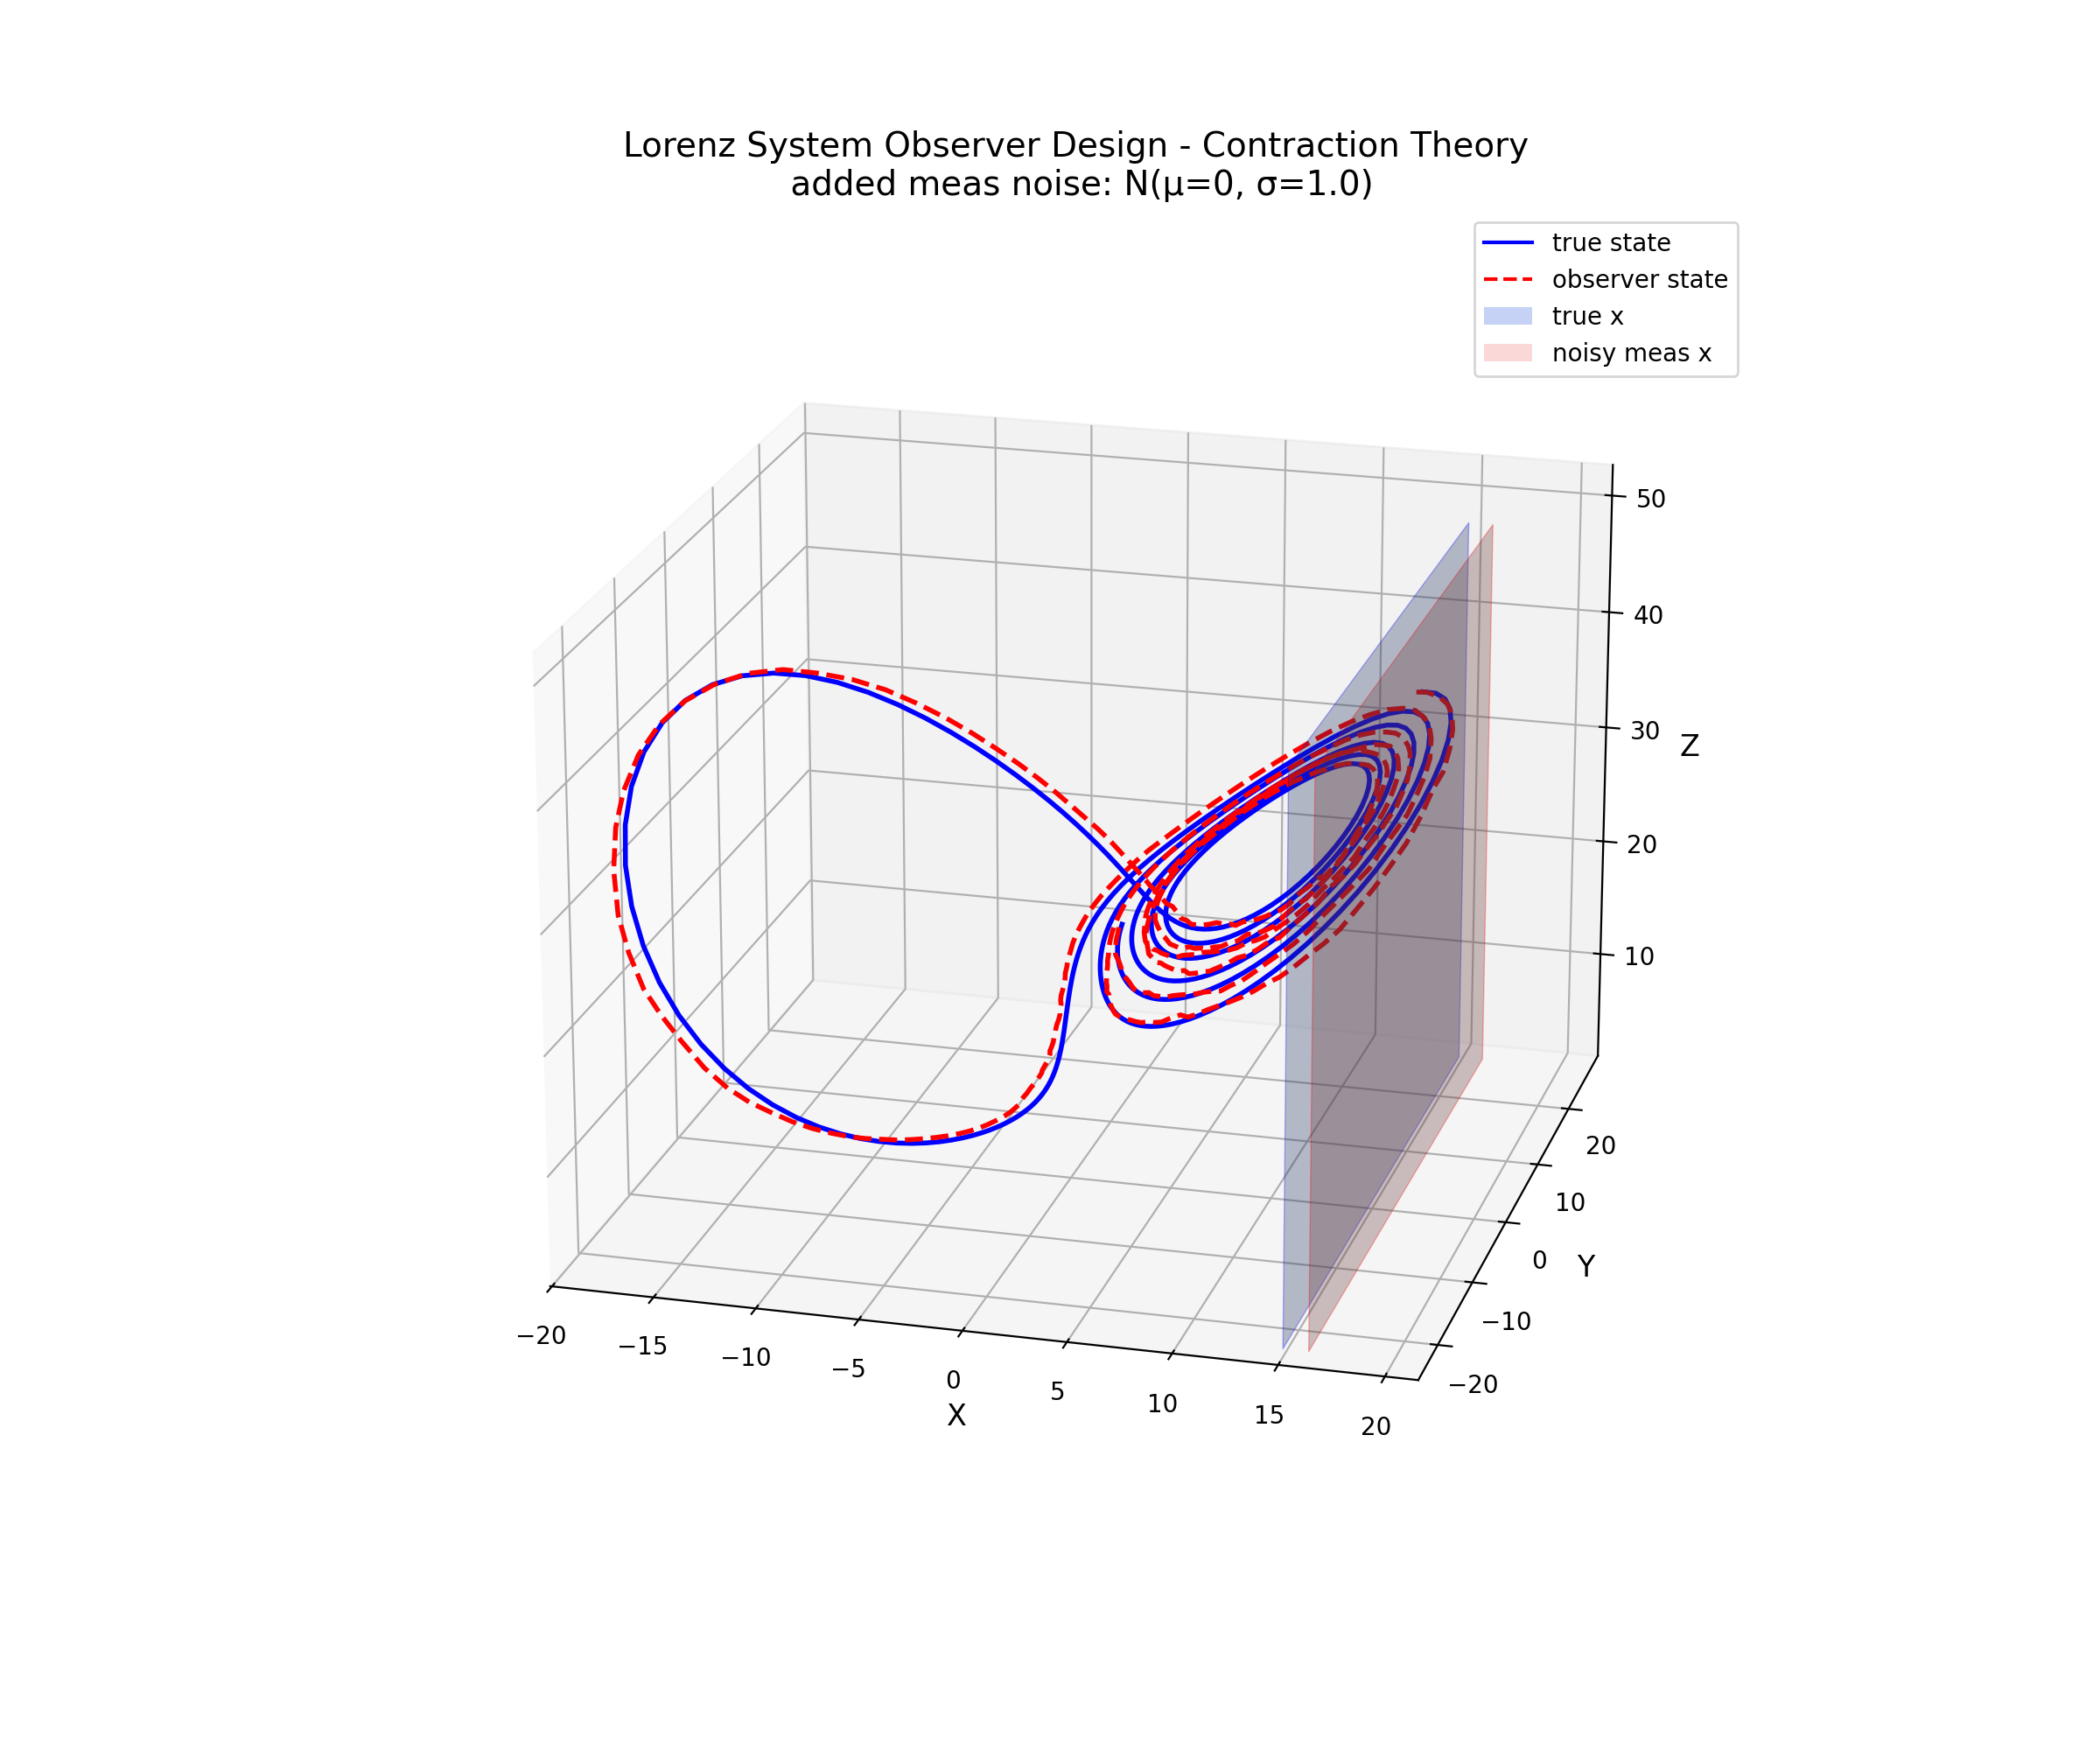 Lorenz System Observer Design - Contraction Theory
added meas noise: N(μ=0, σ=1.0)
true state
observer state
true x
noisy meas x
50
40
30
Z
20
10
20
10
0
Y
−10
−20
−20
−15
−10
−5
0
5
10
15
20
X